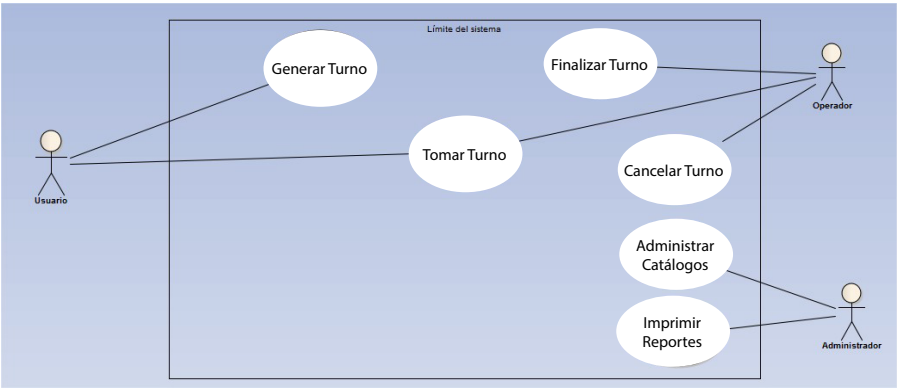 Límite del sistema
Generar Turno
Finalizar Turno
Operador
Tomar Turno
Cancelar Turno
Usuario
Administrar
Catálogos
Imprimir
Reportes
Administrador